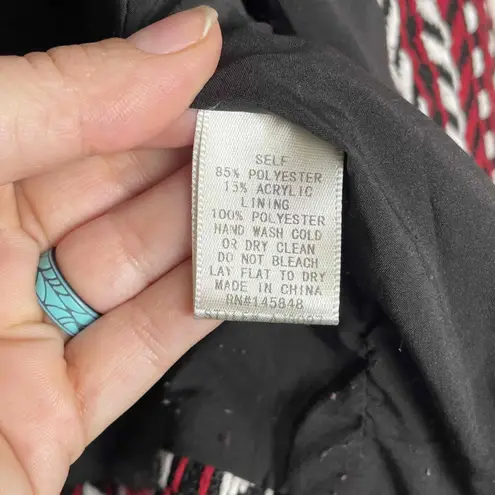 SELF
85% POLYESTER
15% ACRYLIC
LINING
100% POLYESTER
HAND WASH COLD
OR DRY CLEAN
DO NOT BLEACH
LAY FLAT TO DRY
MADE IN CHINA
RN#145848